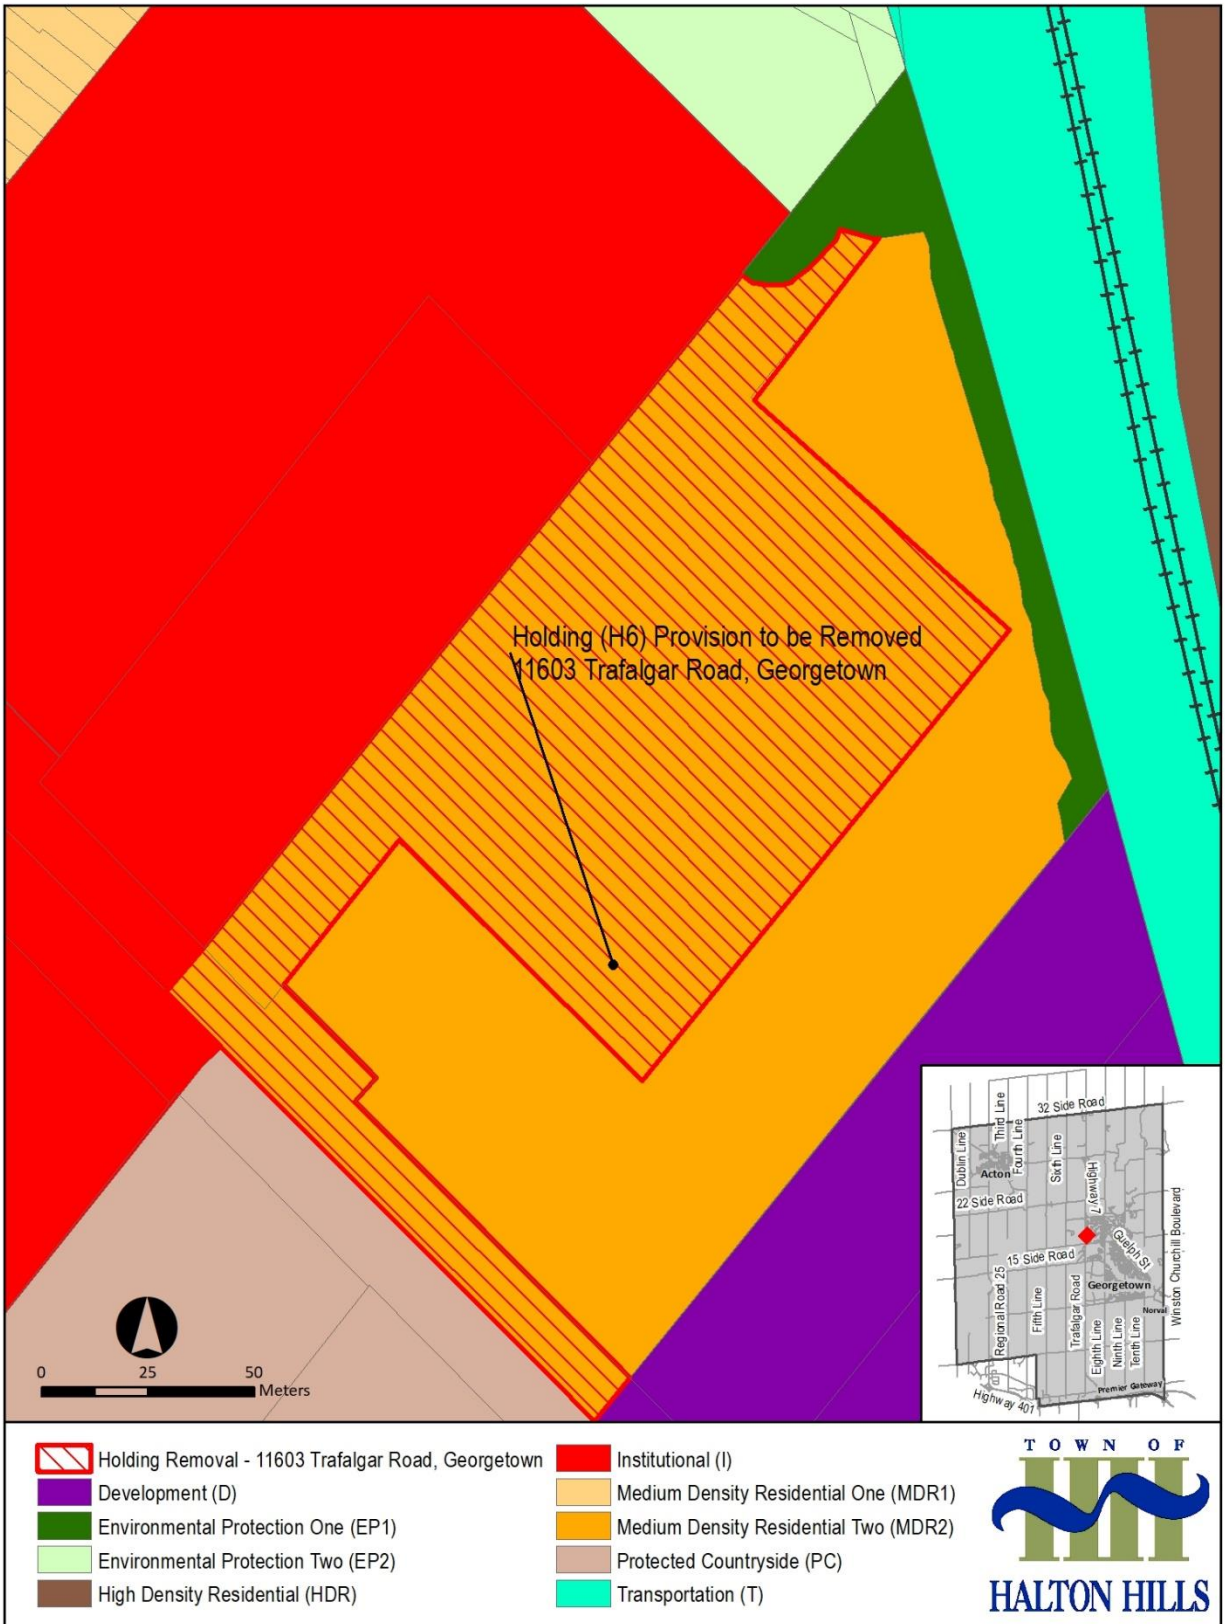 Holding (H6) Provision to be Removed
11603 Trafalgar Road, Georgetown
0 25 50
Meters
32 Side Road
Third Line
Dublin Line
Fourth Line
Sixth Line
Acton
Highway 7
22 Side Road
Guelph St
15 Side Road
Winston Churchill Boulevard
Georgetown
Regional Road 25
Fifth Line
Trafalgar Road
Norval
Eighth Line
Ninth Line
Tenth Line
Premier Gateway
Highway 401
Holding Removal - 11603 Trafalgar Road, Georgetown
Development (D)
Environmental Protection One (EP1)
Environmental Protection Two (EP2)
High Density Residential (HDR)
Institutional (I)
Medium Density Residential One (MDR1)
Medium Density Residential Two (MDR2)
Protected Countryside (PC)
Transportation (T)
TOWN OF
HALTON HILLS